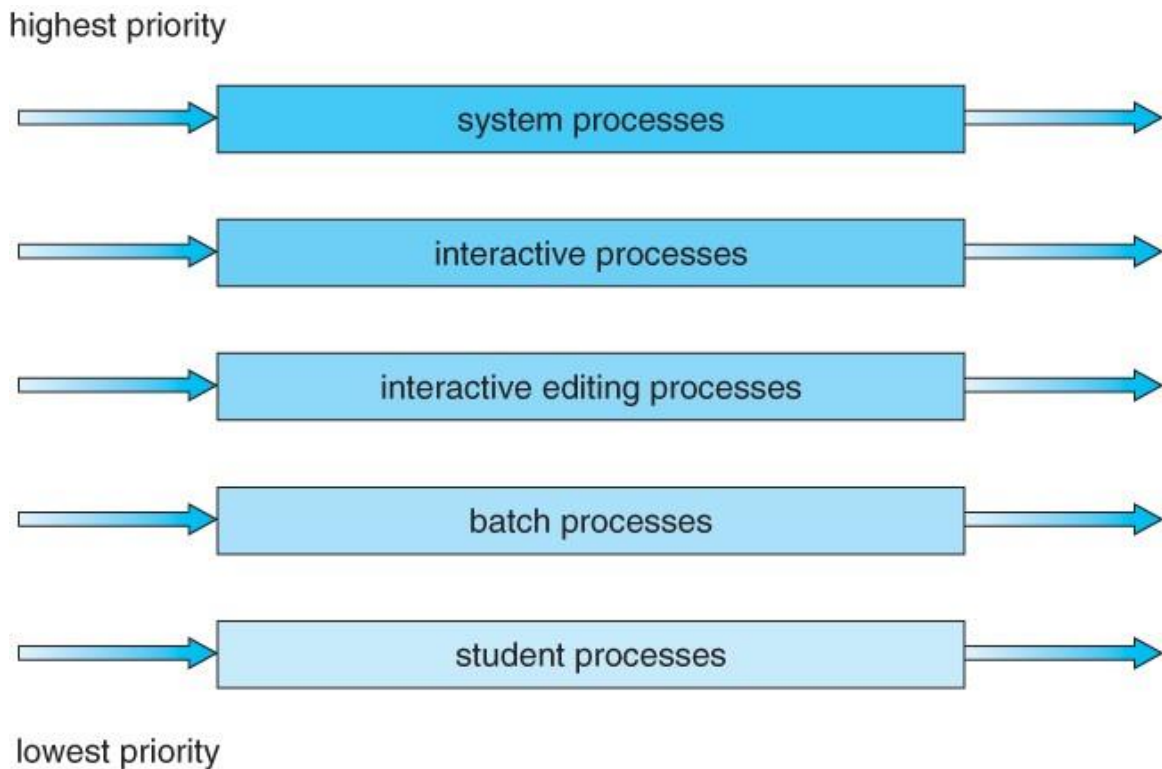 highest priority
system processes
interactive processes
interactive editing processes
batch processes
student processes
lowest priority